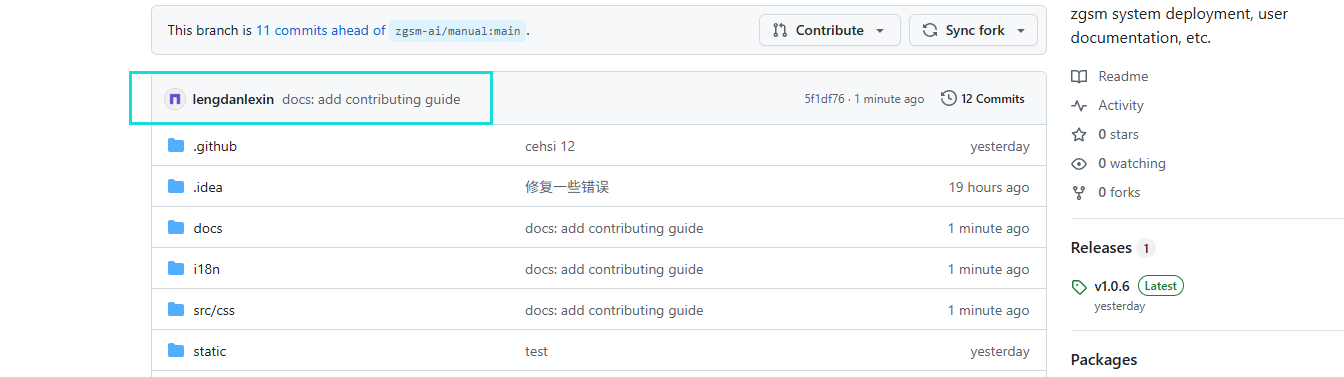 This branch is 11 commits ahead of zgsm-ai/manual:main .
Contribute
Sync fork
lengdanlexin docs: add contributing guide 5f1df76 · 1 minute ago 12 Commits
.github cehsi 12 yesterday
.idea 修复一些错误 19 hours ago
docs docs: add contributing guide 1 minute ago
i18n docs: add contributing guide 1 minute ago
src/css docs: add contributing guide 1 minute ago
static test yesterday
zgsm system deployment, user
documentation, etc.
Readme
Activity
0 stars
0 watching
0 forks
Releases 1
v1.0.6 Latest
yesterday
Packages